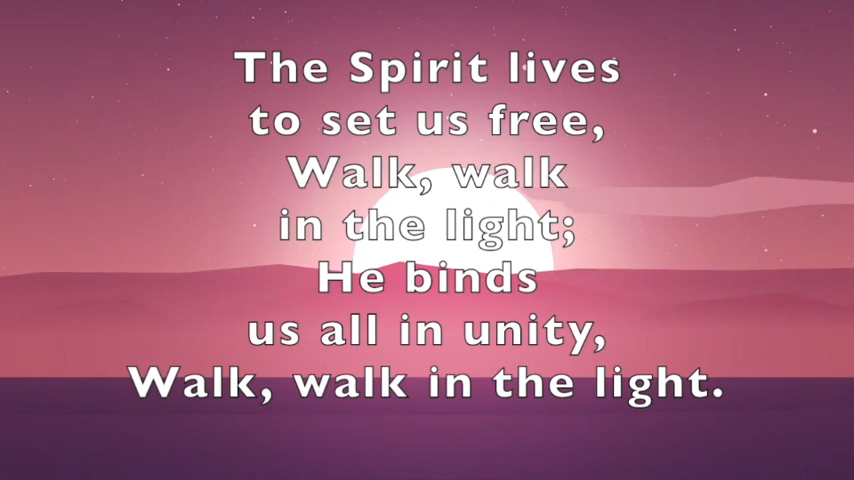 The Spirit lives
to set us free,
Walk, walk
in the light;
He binds
us all in unity,
Walk, walk in the light.